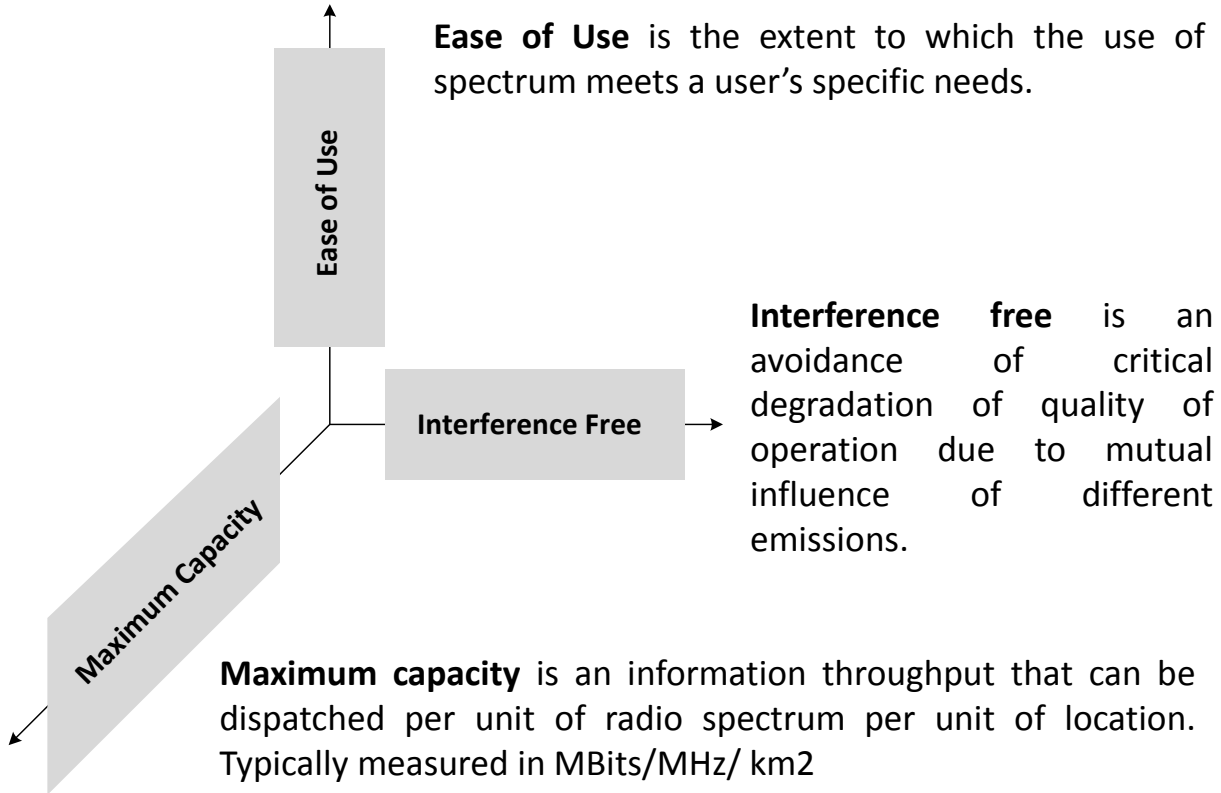 Ease of Use is the extent to which the use of
spectrum meets a user’s specific needs.
Ease of Use
Interference free is an
avoidance of critical
degradation of quality of
operation due to mutual
influence of different
emissions.
Interference Free
Maximum Capacity
Maximum capacity is an information throughput that can be
dispatched per unit of radio spectrum per unit of location.
Typically measured in MBits/MHz/ km2